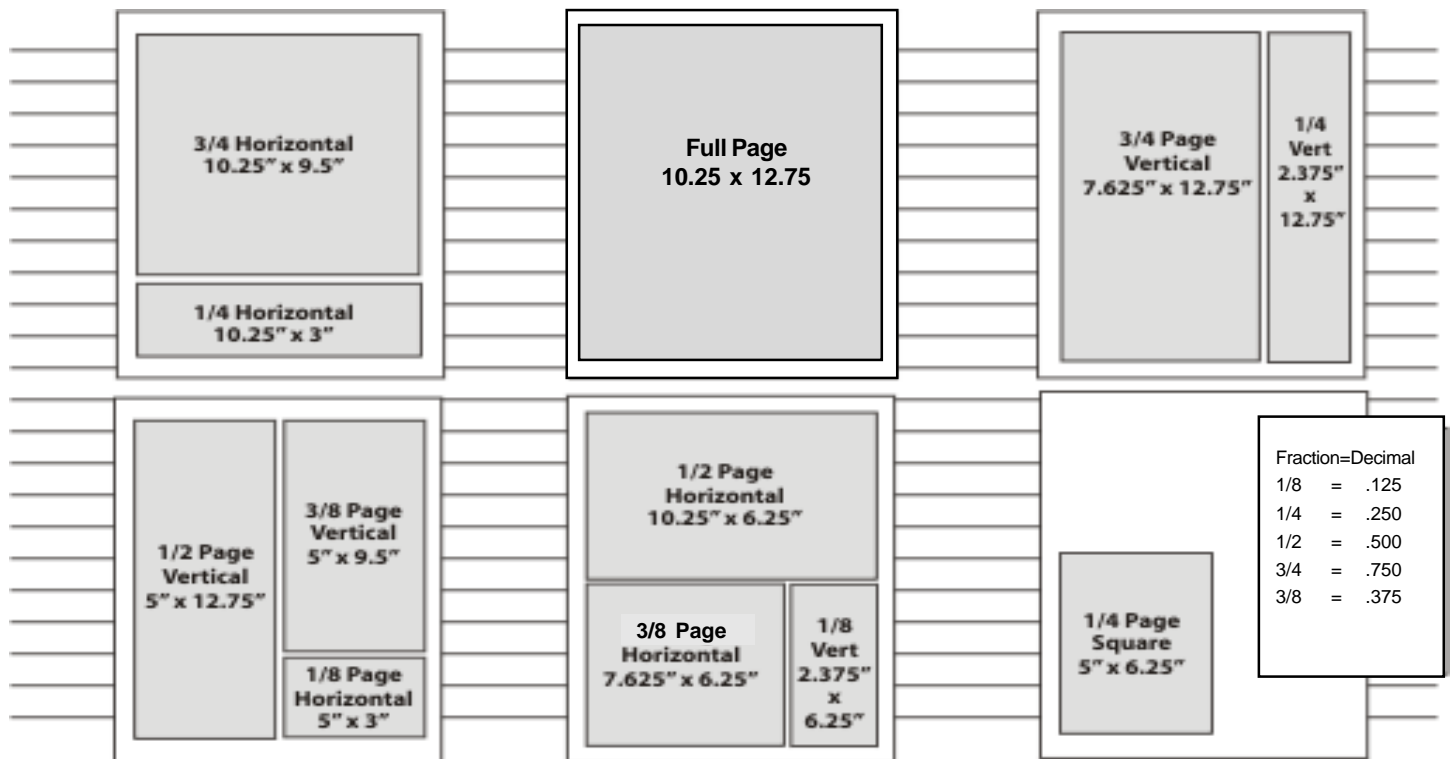 3/4 Horizontal
10.25” x 9.5”
1/4 Horizontal
10.25” x 3”
Full Page
10.25 x 12.75
3/4 Page
Vertical
7.625” x 12.75”
1/4
Vert
2.375”
x
12.75”
1/2 Page
Vertical
5” x 12.75”
3/8 Page
Vertical
5” x 9.5”
1/8 Page
Horizontal
5” x 3”
1/2 Page
Horizontal
10.25” x 6.25”
3/8 Page
Horizontal
7.625” x 6.25”
1/8
Vert
2.375”
x
6.25”
1/4 Page
Square
5” x 6.25”
Fraction=Decimal
1/8 = .125
1/4 = .250
1/2 = .500
3/4 = .750
3/8 = .375